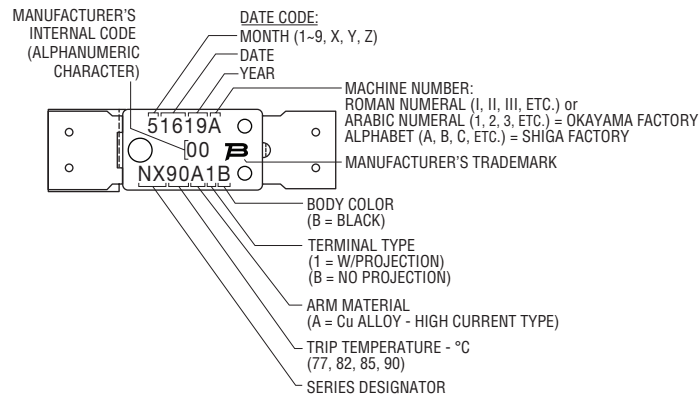 MANUFACTURER'S
INTERNAL CODE
(ALPHANUMERIC
CHARACTER)
DATE CODE:
MONTH (1~9, X, Y, Z)
DATE
YEAR
MACHINE NUMBER:
ROMAN NUMERAL (I, II, III, ETC.) or
ARABIC NUMERAL (1, 2, 3, ETC.) = OKAYAMA FACTORY
ALPHABET (A, B, C, ETC.) = SHIGA FACTORY
MANUFACTURER'S TRADEMARK
51619A
00
B
NX90A1B
BODY COLOR
(B = BLACK)
TERMINAL TYPE
(1 = W/PROJECTION)
(B = NO PROJECTION)
ARM MATERIAL
(A = Cu ALLOY - HIGH CURRENT TYPE)
TRIP TEMPERATURE - °C
(77, 82, 85, 90)
SERIES DESIGNATOR